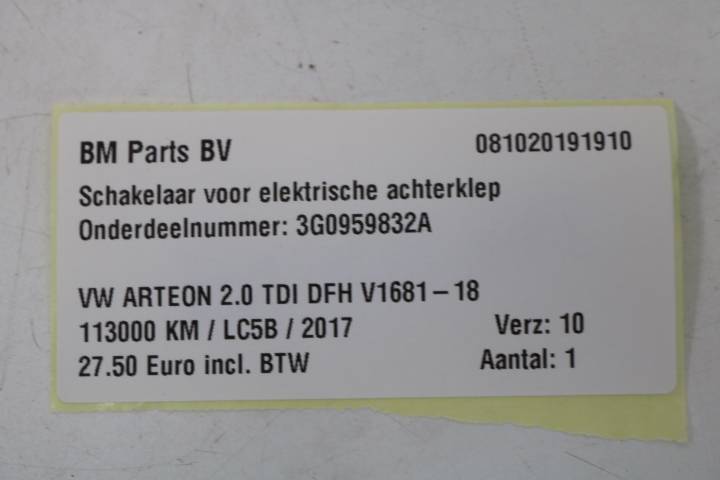 BM Parts BV 081020191910
Schakelaar voor elektrische achterklep
Onderdeelnummer: 3G0959832A
VW ARTEON 2.0 TDI DFH V1681-18
113000 KM / LC5B / 2017 Verz: 10
27.50 Euro incl. BTW Aantal: 1